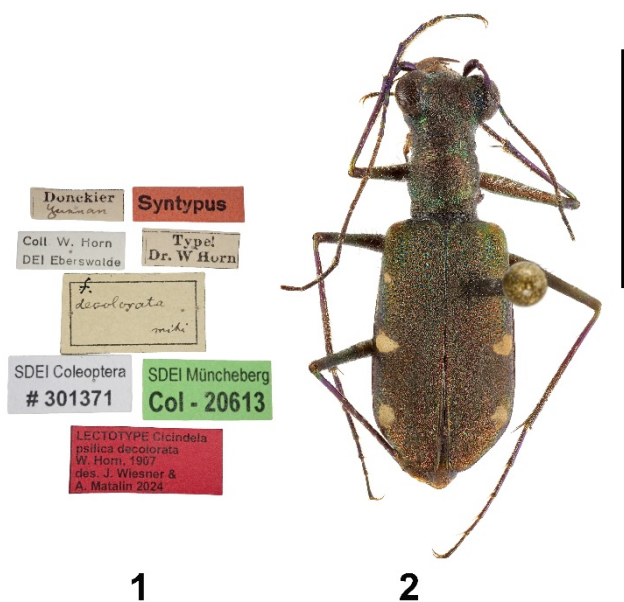 Donckier
Yunnan
Syntypus
Coll. W. Horn
DEI Eberswalde
Type!
Dr. W Horn
f.
decolorata
mihi
SDEI Coleoptera
# 301371
SDEI Müncheberg
Col - 20613
LECTOTYPE Cicindela
psilica decolorata
W. Horn, 1907
des. J. Wiesner &
A. Matalin 2024
1
2